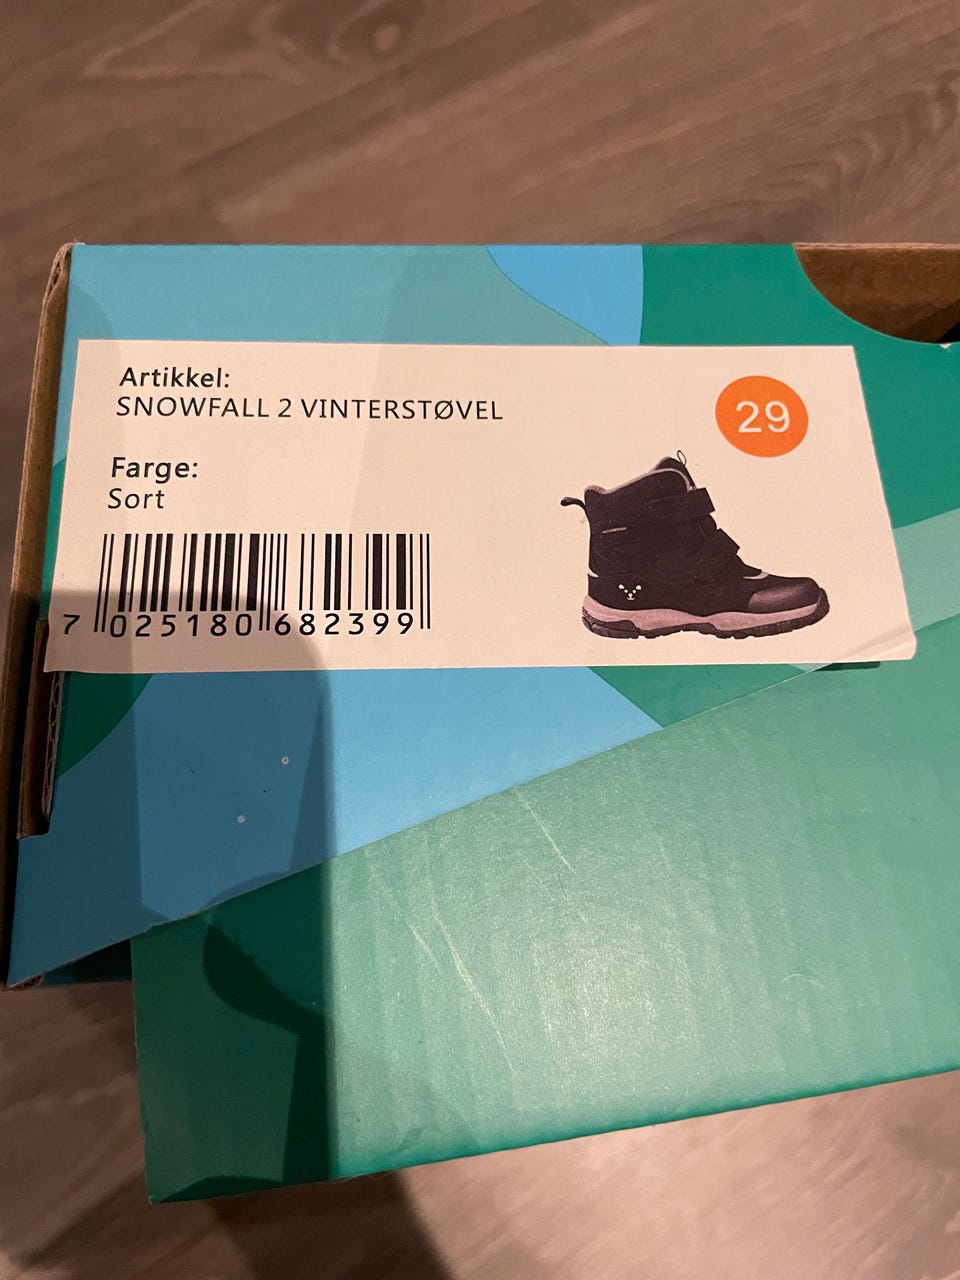 Artikkel:
SNOWFALL 2 VINTERSTØVEL
29
Farge:
Sort
7 025180 682399